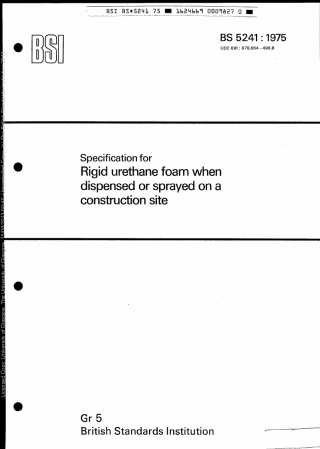 BSI BS*5241 75 ■ 1624669 0009827 0 ■
BSI
BS 5241 : 1975
UDC 691 : 678.664–496.8
Specification for
Rigid urethane foam when
dispensed or sprayed on a
construction site
Gr 5
British Standards Institution